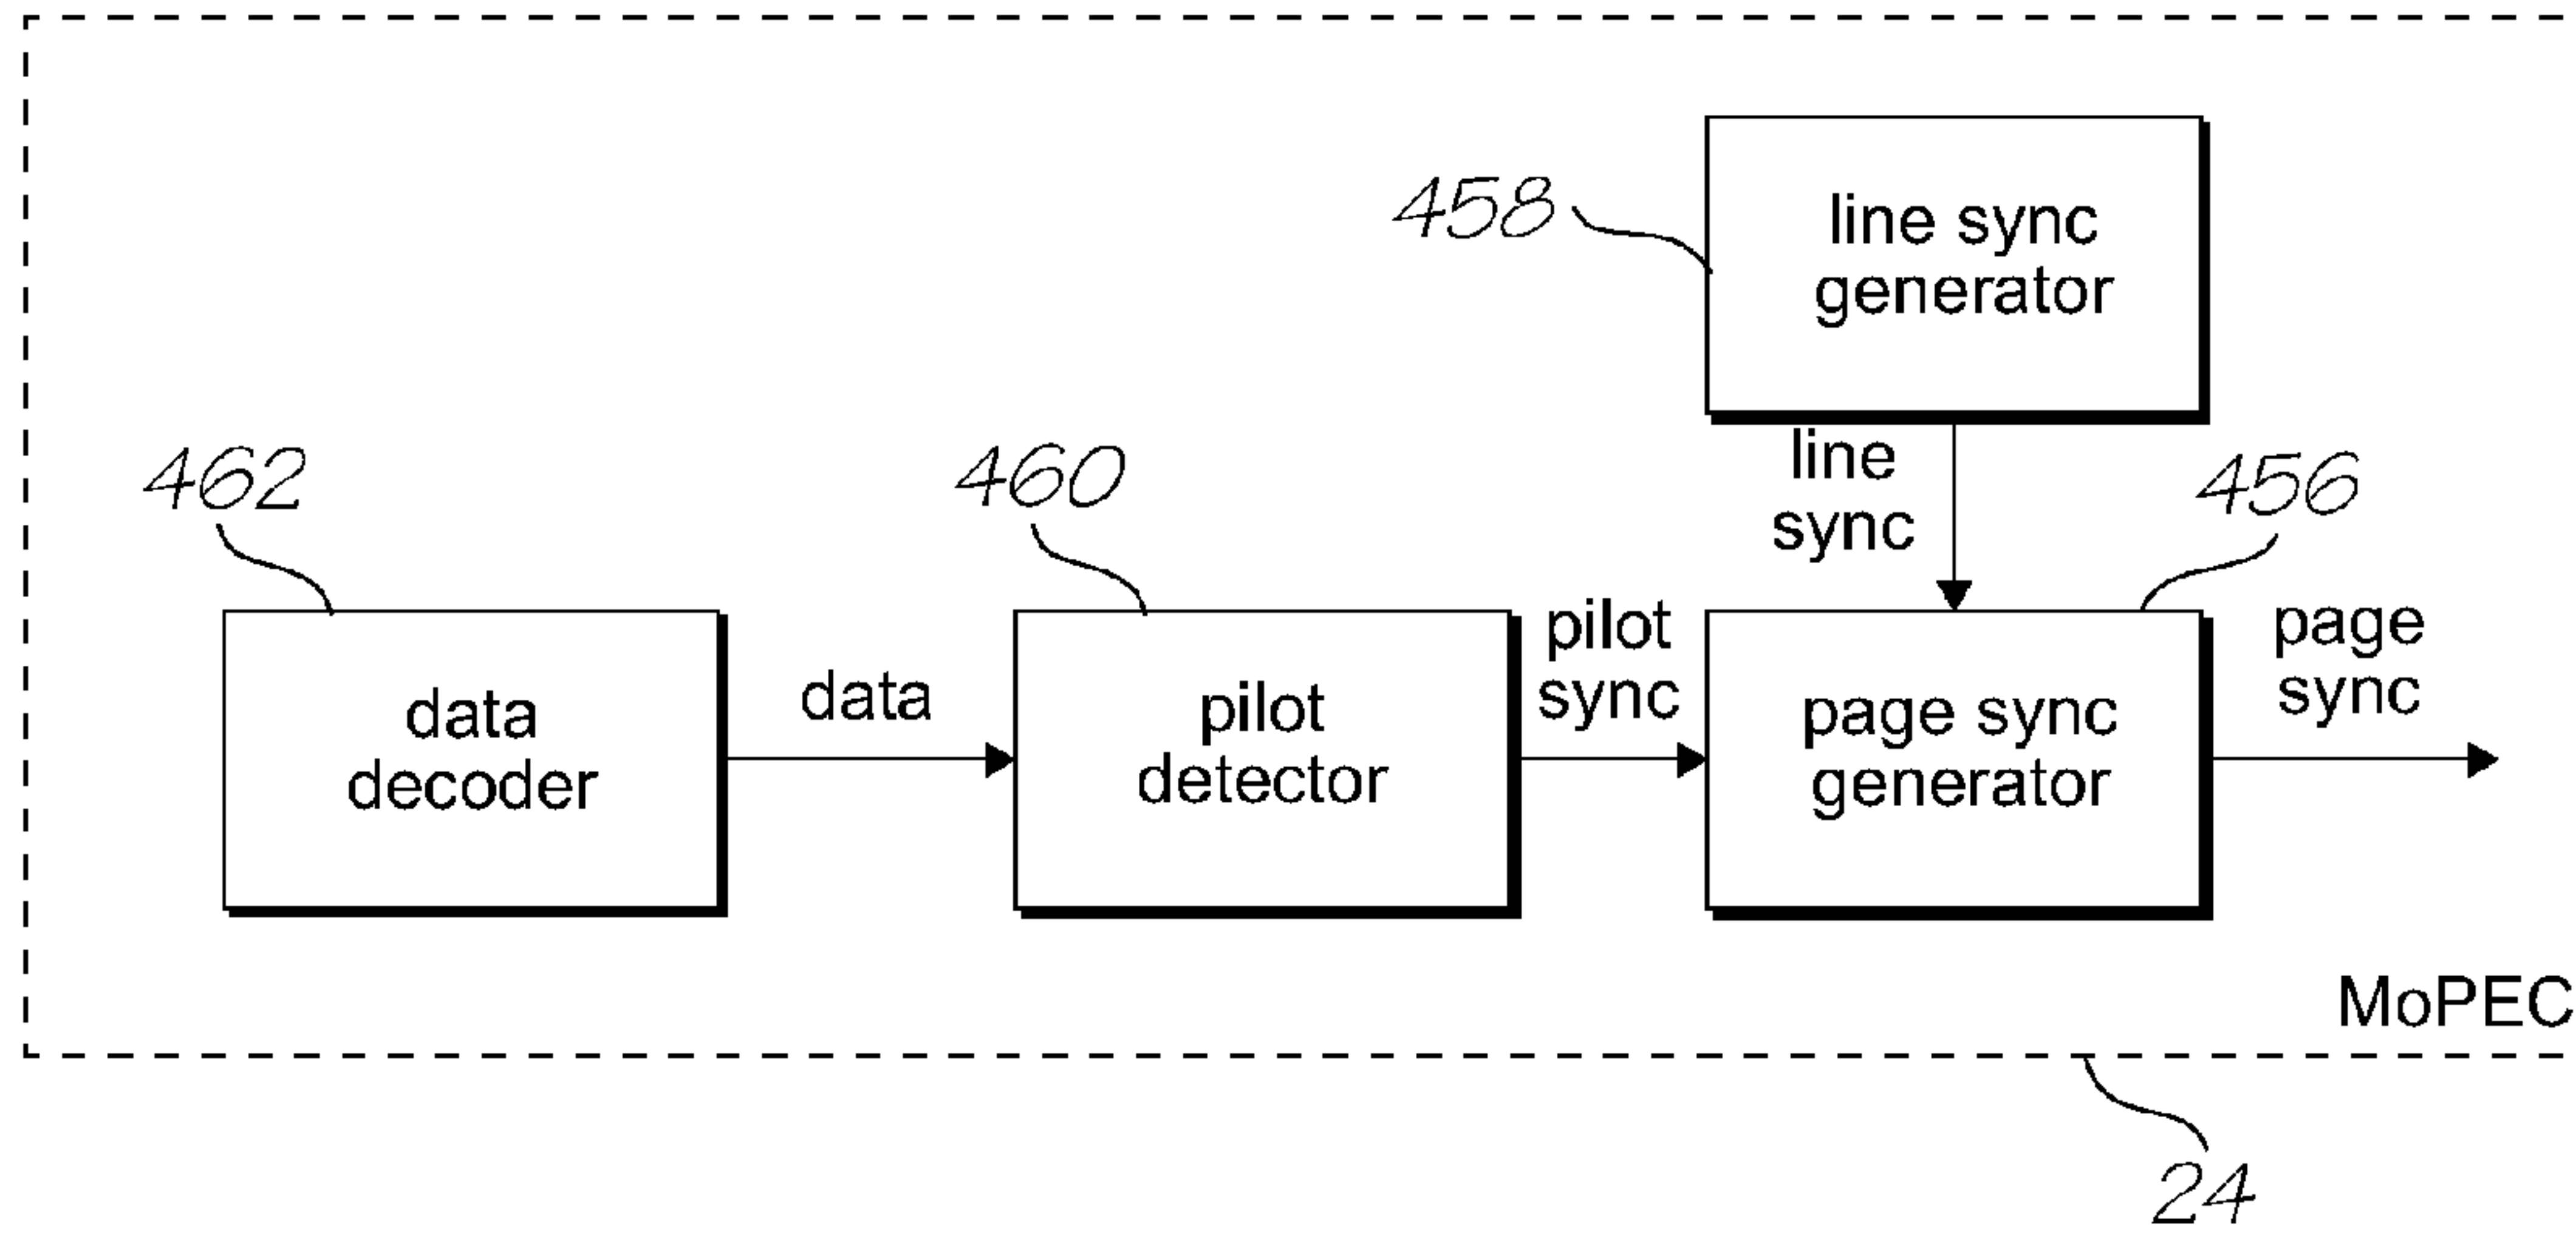 458
line sync
generator
line
sync
462
460
456
data
decoder
data
pilot
detector
pilot
sync
page sync
generator
page
sync
MoPEC
24